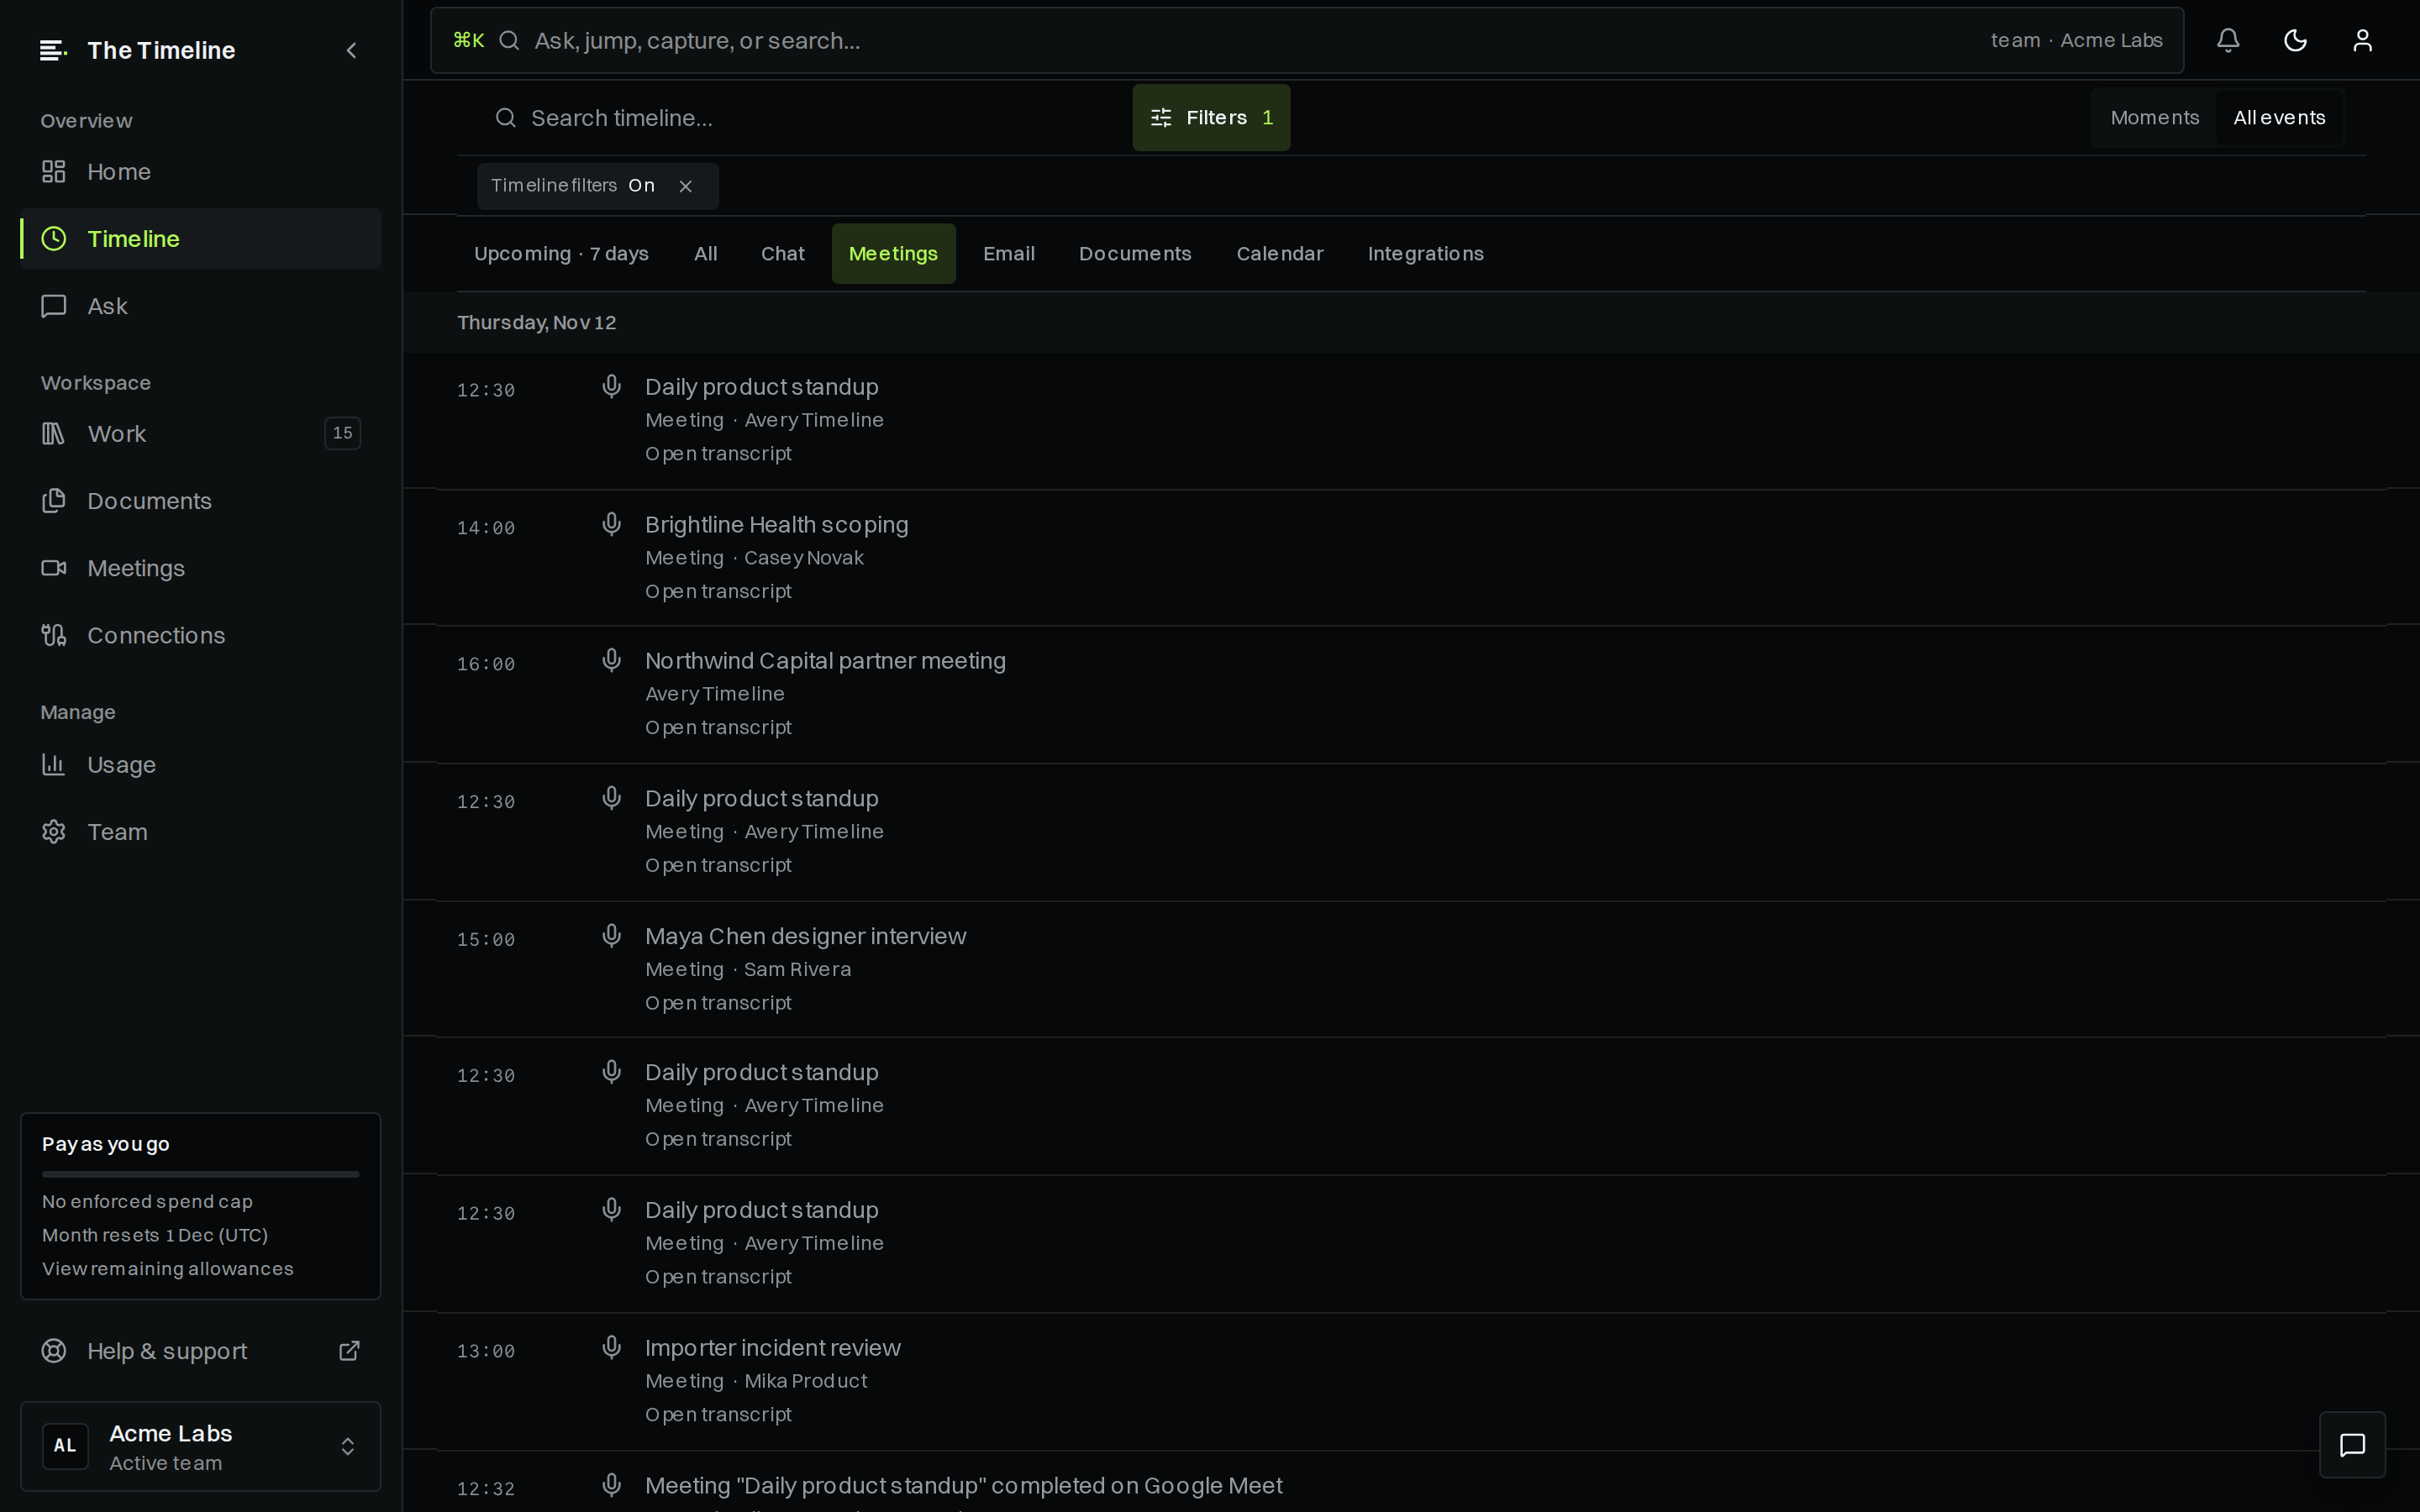 The Timeline
Overview
Home
Timeline
Ask
Workspace
Work 15
Documents
Meetings
Connections
Manage
Usage
Team
Pay as you go
No enforced spend cap
Month resets 1 Dec (UTC)
View remaining allowances
Help & support
AL Acme Labs
Active team
⌘K Ask, jump, capture, or search... team · Acme Labs
Search timeline... Filters 1 Moments All events
Timeline filters On
Upcoming · 7 days All Chat Meetings Email Documents Calendar Integrations
Thursday, Nov 12
12:30 Daily product standup
Meeting · Avery Timeline
Open transcript
14:00 Brightline Health scoping
Meeting · Casey Novak
Open transcript
16:00 Northwind Capital partner meeting
Avery Timeline
Open transcript
12:30 Daily product standup
Meeting · Avery Timeline
Open transcript
15:00 Maya Chen designer interview
Meeting · Sam Rivera
Open transcript
12:30 Daily product standup
Meeting · Avery Timeline
Open transcript
12:30 Daily product standup
Meeting · Avery Timeline
Open transcript
13:00 Importer incident review
Meeting · Mika Product
Open transcript
12:32 Meeting "Daily product standup" completed on Google Meet